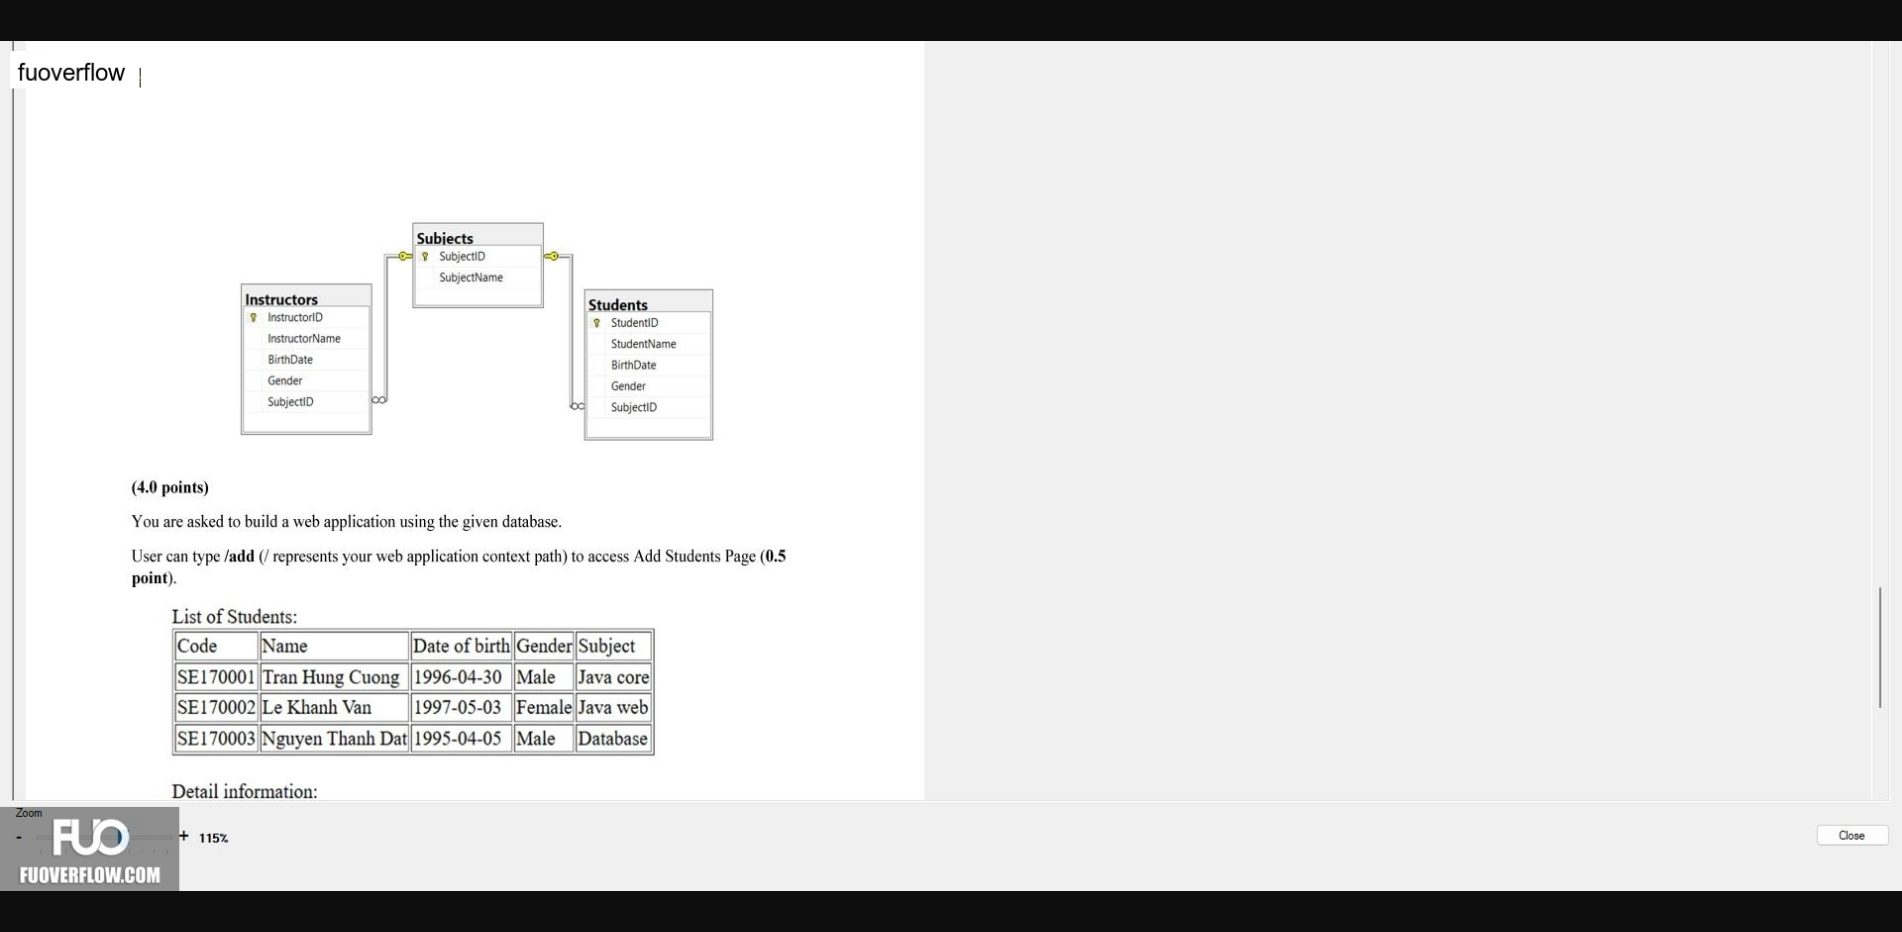 fuoverflow
Subjects
SubjectID
SubjectName
Instructors
InstructorID
InstructorName
BirthDate
Gender
SubjectID
Students
StudentID
StudentName
BirthDate
Gender
SubjectID
(4.0 points)
You are asked to build a web application using the given database.
User can type /add (/ represents your web application context path) to access Add Students Page (0.5
point).
List of Students:
Code Name Date of birth Gender Subject
SE170001 Tran Hung Cuong 1996-04-30 Male Java core
SE170002 Le Khanh Van 1997-05-03 Female Java web
SE170003 Nguyen Thanh Dat 1995-04-05 Male Database
Detail information:
Zoom
- + 115%
Close
FUO
FUOVERFLOW.COM